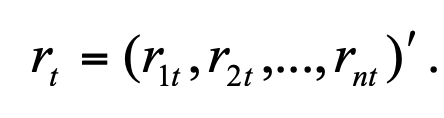 r_t = (r_{1t}, r_{2t}, ..., r_{nt})′.